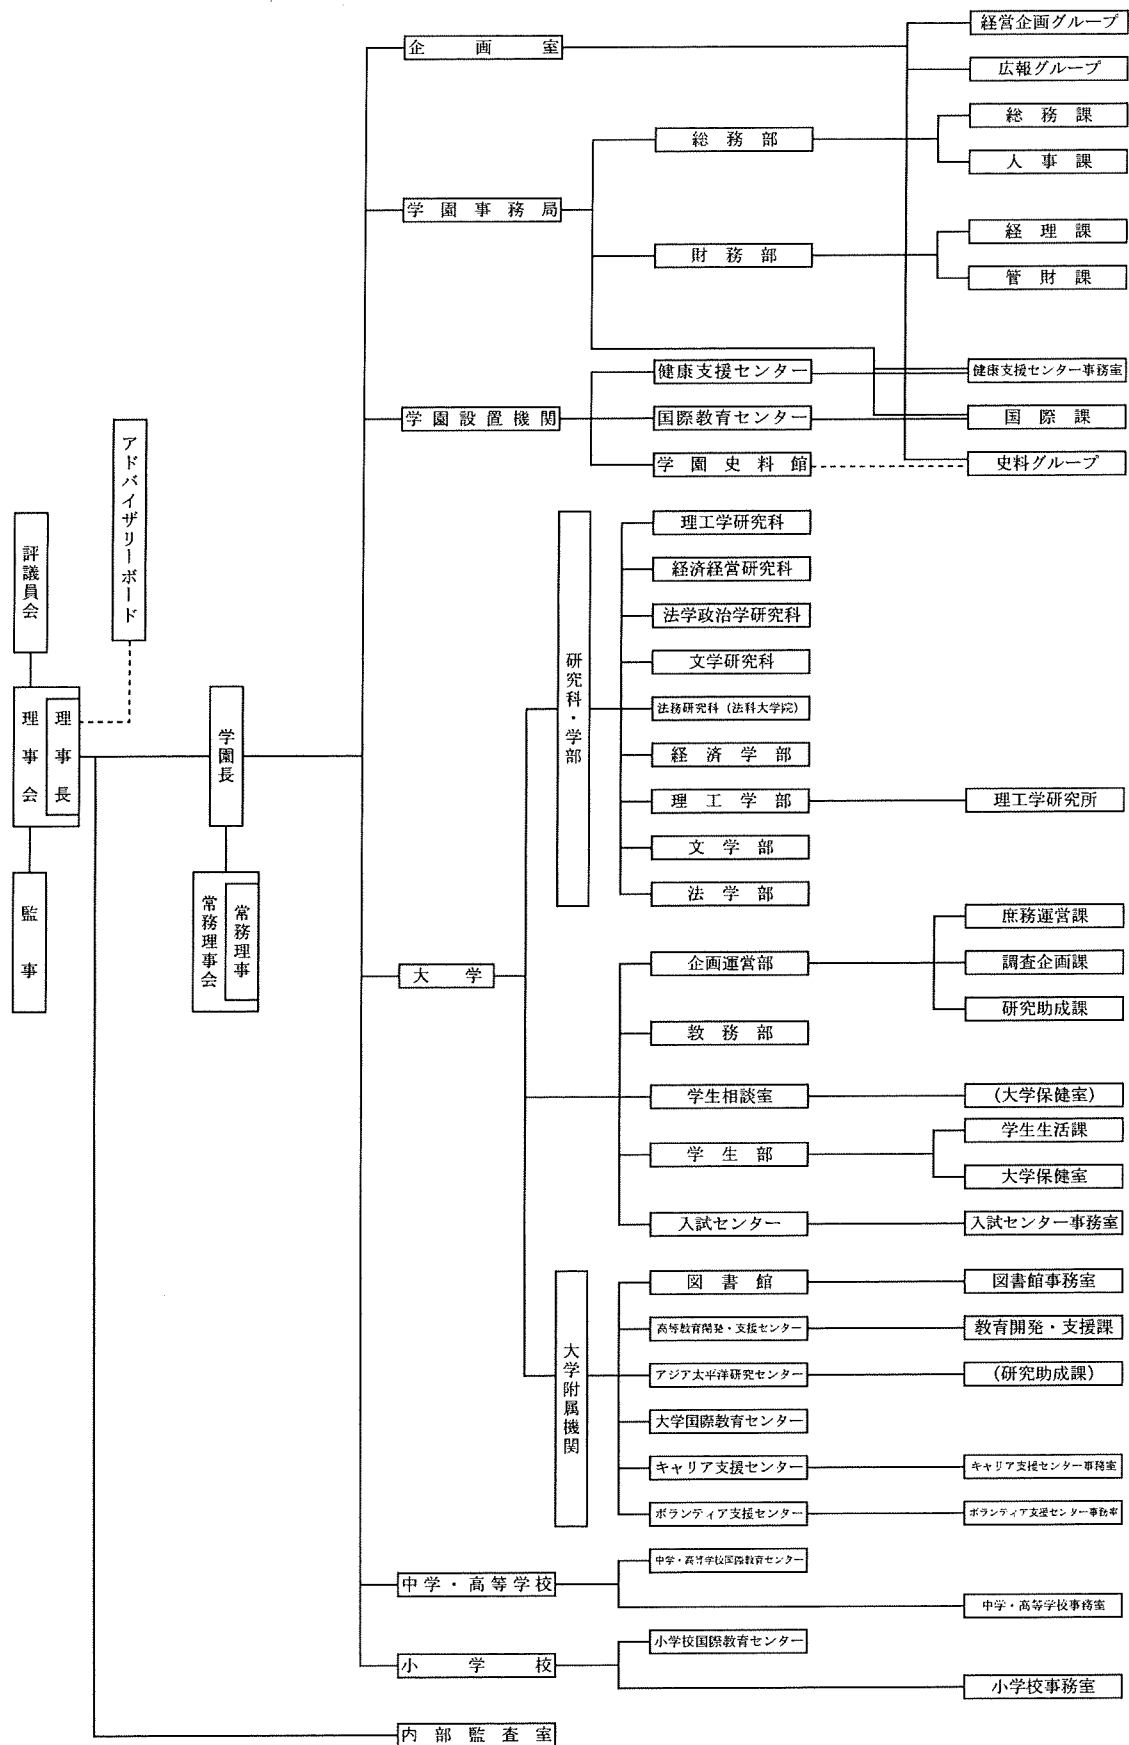 経営企画グループ
企画室
広報グループ
総務課
総務部
人事課
学園事務局
経理課
財務部
管財課
健康支援センター
健康支援センター事務室
学園設置機関
国際教育センター
国際課
学園史料館
史料グループ
アドバイザリーボード
評議員会
理事会
理事長
監事
学園長
常務理事会
常務理事
研究科・学部
理工学研究科
経済経営研究科
法学政治学研究科
文学研究科
法務研究科（法科大学院）
経済学部
理工学部
理工学研究所
文学部
法学部
大学
企画運営部
庶務運営課
調査企画課
研究助成課
教務部
学生相談室
(大学保健室)
学生部
学生生活課
大学保健室
入試センター
入試センター事務室
大学附属機関
図書館
図書館事務室
高等教育開発・支援センター
教育開発・支援課
アジア太平洋研究センター
(研究助成課)
大学国際教育センター
キャリア支援センター
キャリア支援センター事務室
ボランティア支援センター
ボランティア支援センター事務室
中学・高等学校
中学・高等学校国際教育センター
中学・高等学校事務室
小学校
小学校国際教育センター
小学校事務室
内部監査室